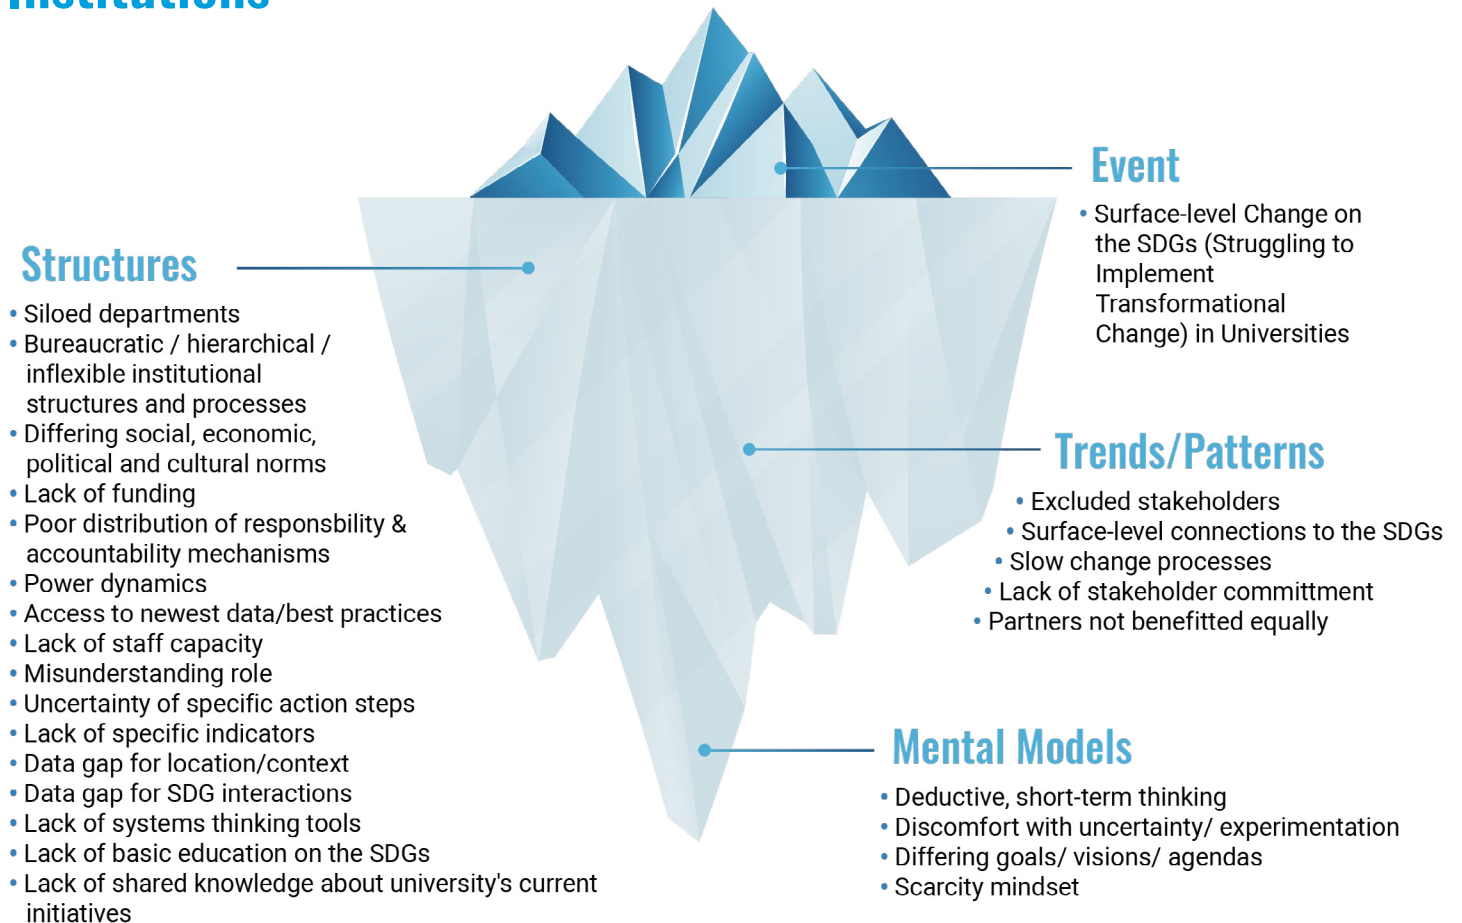 Institutions
Event
• Surface-level Change on
the SDGs (Struggling to
Implement
Transformational
Change) in Universities
Structures
• Siloed departments
• Bureaucratic / hierarchical /
inflexible institutional
structures and processes
• Differing social, economic,
political and cultural norms
• Lack of funding
• Poor distribution of responsbility &
accountability mechanisms
• Power dynamics
• Access to newest data/best practices
• Lack of staff capacity
• Misunderstanding role
• Uncertainty of specific action steps
• Lack of specific indicators
• Data gap for location/context
• Data gap for SDG interactions
• Lack of systems thinking tools
• Lack of basic education on the SDGs
• Lack of shared knowledge about university's current
initiatives
Trends/Patterns
• Excluded stakeholders
• Surface-level connections to the SDGs
• Slow change processes
• Lack of stakeholder committment
• Partners not benefitted equally
Mental Models
• Deductive, short-term thinking
• Discomfort with uncertainty/ experimentation
• Differing goals/ visions/ agendas
• Scarcity mindset